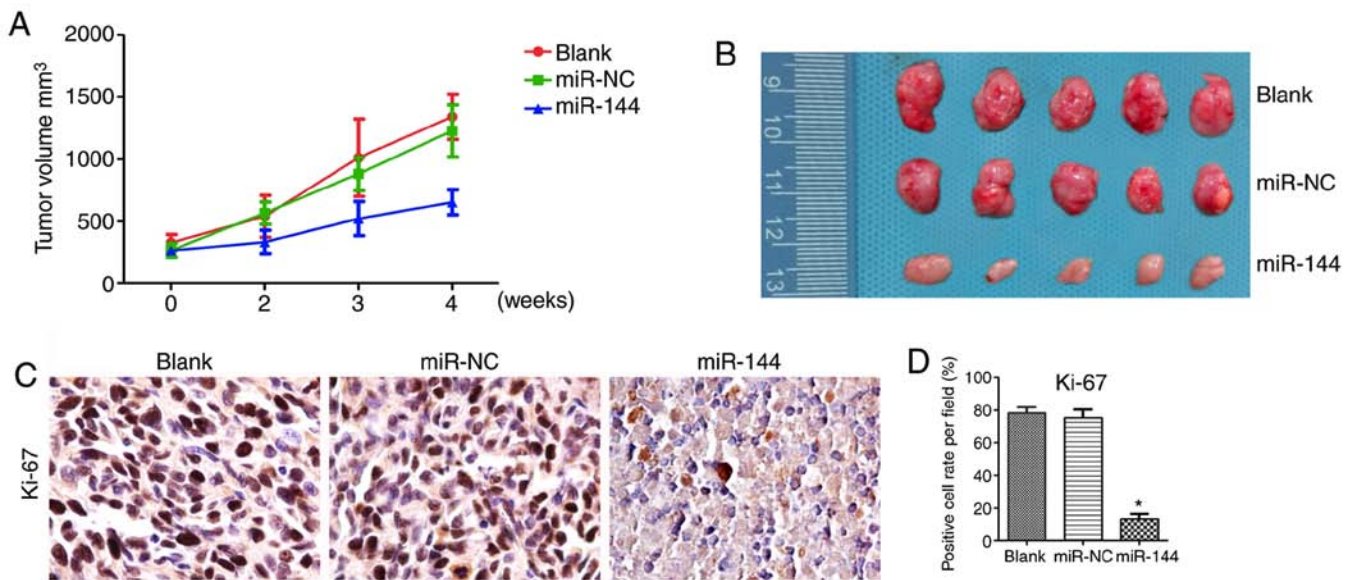 A
Tumor volume mm³
2000
1500
1000
500
0
0 2 3 4 (weeks)
Blank
miR-NC
miR-144
B
9
10
11
12
13
Blank
miR-NC
miR-144
C
Blank miR-NC miR-144
Ki-67
D
Ki-67
Positive cell rate per field (%)
100
80
60
40
20
0
*
Blank miR-NC miR-144